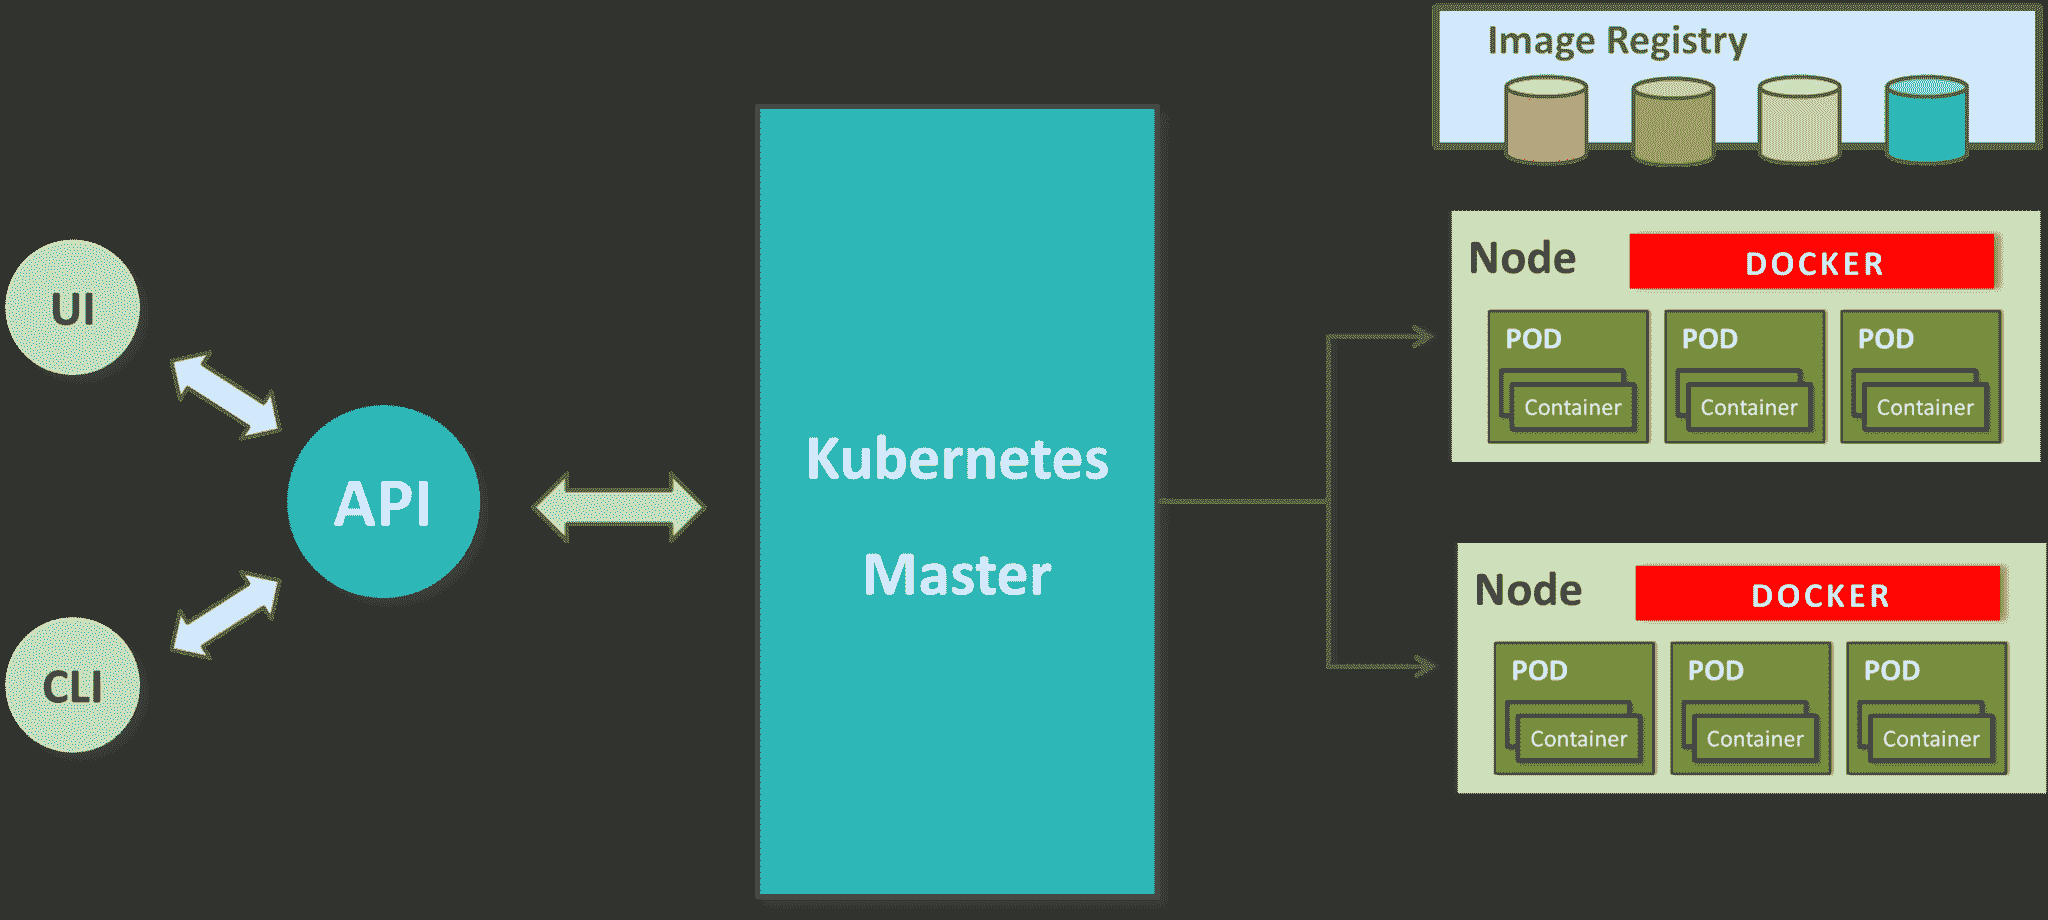 UI
CLI
API
Kubernetes
Master
Image Registry
Node
DOCKER
POD
POD
POD
Container
Container
Container
Node
DOCKER
POD
POD
POD
Container
Container
Container